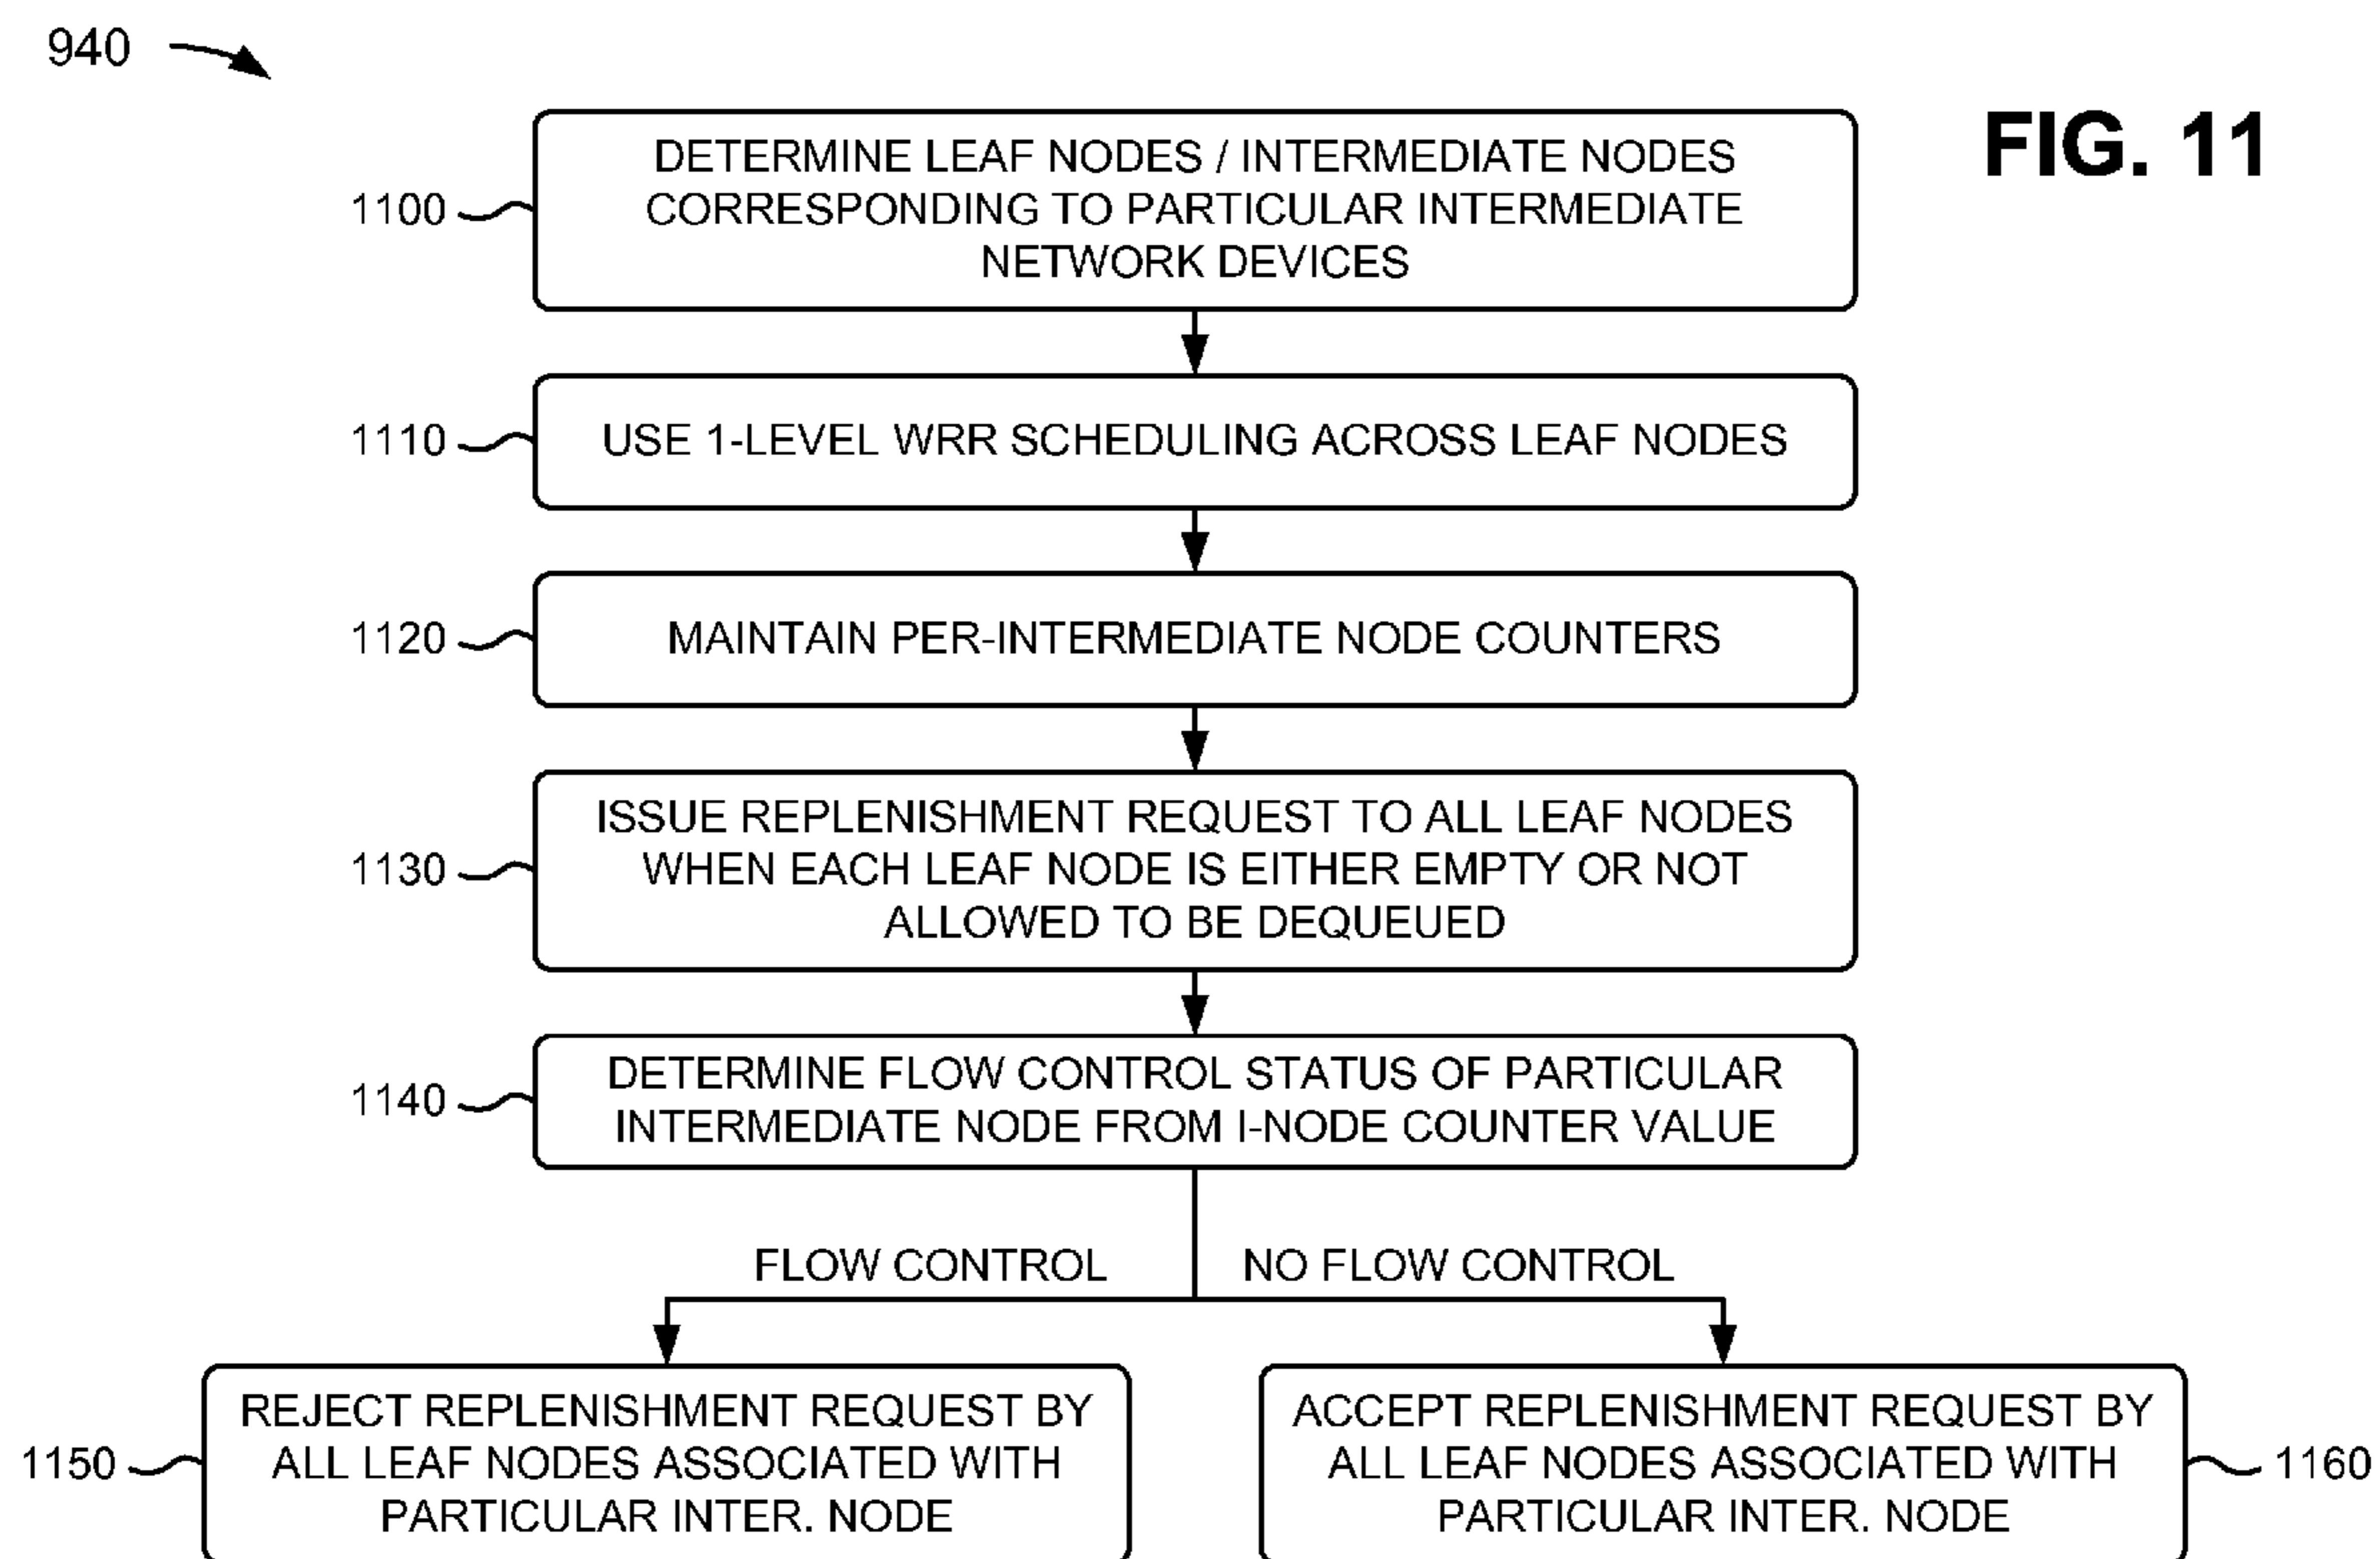 940
FIG. 11
1100
DETERMINE LEAF NODES / INTERMEDIATE NODES
CORRESPONDING TO PARTICULAR INTERMEDIATE
NETWORK DEVICES
1110
USE 1-LEVEL WRR SCHEDULING ACROSS LEAF NODES
1120
MAINTAIN PER-INTERMEDIATE NODE COUNTERS
1130
ISSUE REPLENISHMENT REQUEST TO ALL LEAF NODES
WHEN EACH LEAF NODE IS EITHER EMPTY OR NOT
ALLOWED TO BE DEQUEUED
1140
DETERMINE FLOW CONTROL STATUS OF PARTICULAR
INTERMEDIATE NODE FROM I-NODE COUNTER VALUE
FLOW CONTROL
NO FLOW CONTROL
1150
REJECT REPLENISHMENT REQUEST BY
ALL LEAF NODES ASSOCIATED WITH
PARTICULAR INTER. NODE
ACCEPT REPLENISHMENT REQUEST BY
ALL LEAF NODES ASSOCIATED WITH
PARTICULAR INTER. NODE
1160